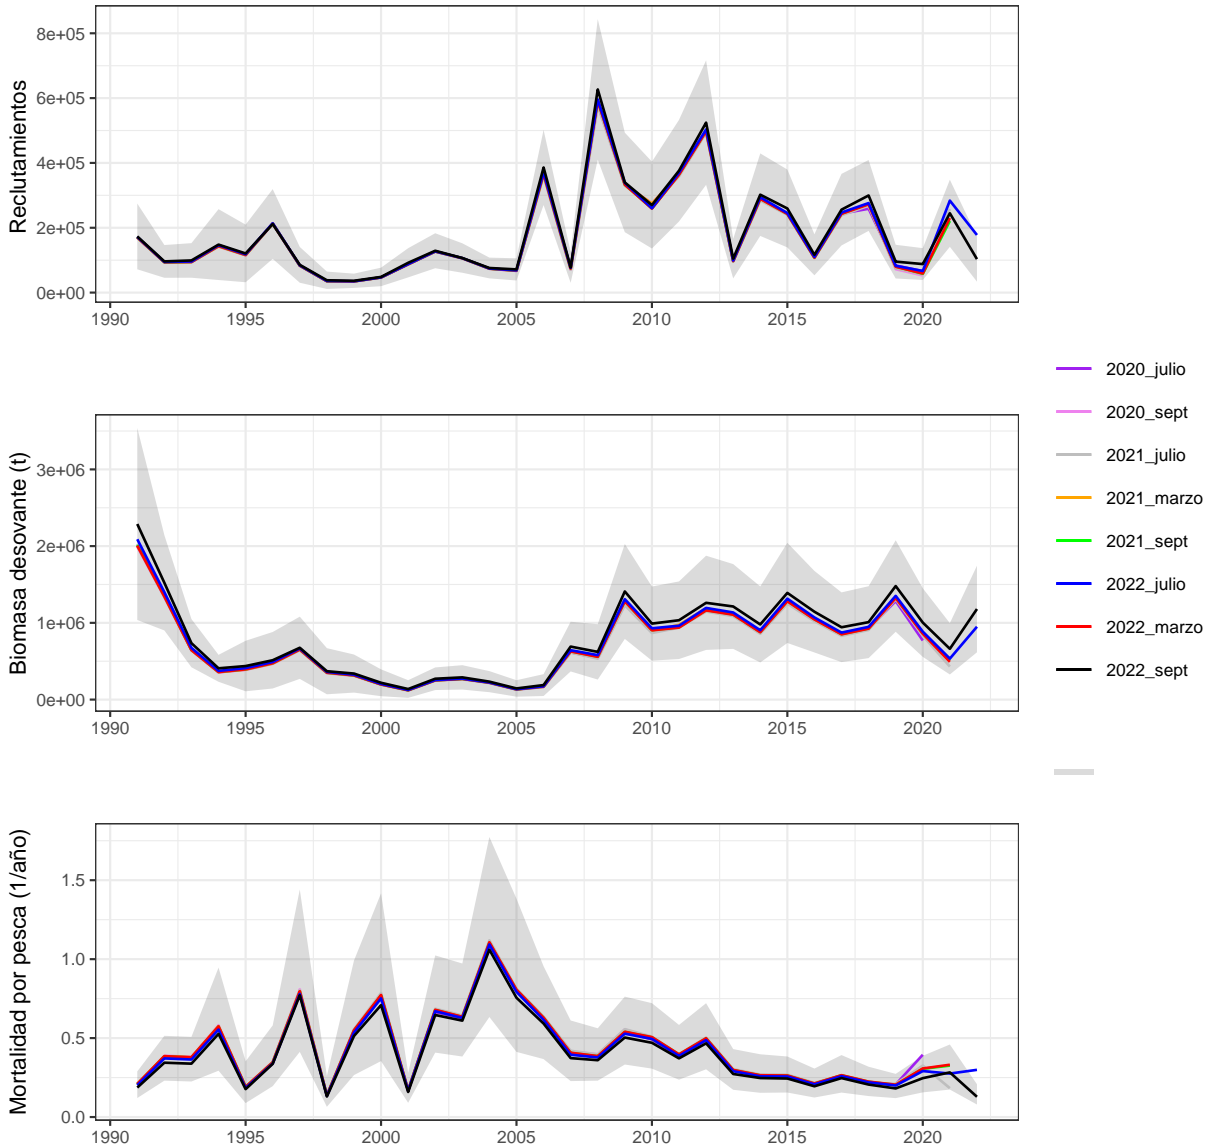 Reclutamientos
8e+05
6e+05
4e+05
2e+05
0e+00
1990 1995 2000 2005 2010 2015 2020
Biomasa desovante (t)
3e+06
2e+06
1e+06
0e+00
1990 1995 2000 2005 2010 2015 2020
Mortalidad por pesca (1/año)
1.5
1.0
0.5
0.0
1990 1995 2000 2005 2010 2015 2020
2020_julio
2020_sept
2021_julio
2021_marzo
2021_sept
2022_julio
2022_marzo
2022_sept